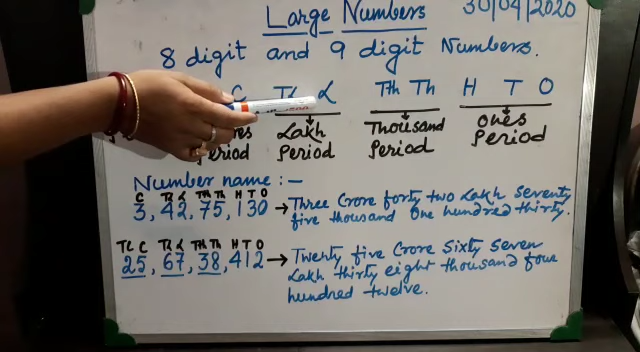 Large Numbers 30/04/2020
8 digit and 9 digit Numbers.
C TL L Tth Th H T O
Period Lakh Period Thousand Period Ones Period
Number name :-
C TL L Tth Th H T O
3,42,75,130 → Three Crore forty two Lakh Seventy
five thousand One hundred thirty.
TC C TL L Tth Th H T O
25,67,38,412 → Twenty five Crore Sixty Seven
Lakh thirty eight thousand four
hundred twelve.